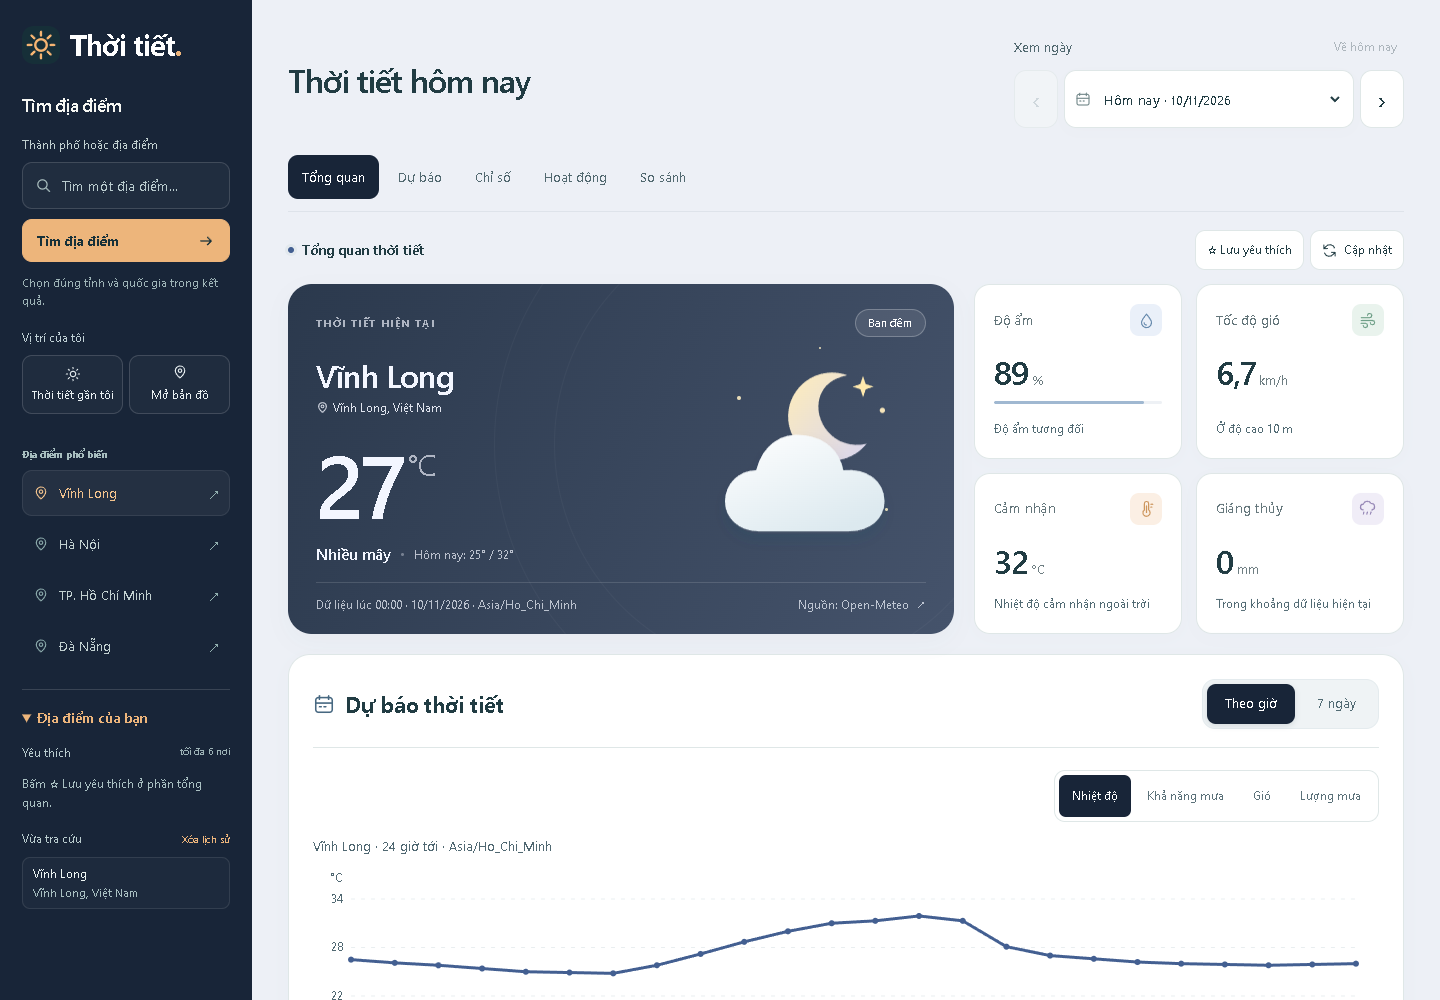 Thời tiết.
Tìm địa điểm
Thành phố hoặc địa điểm
Tìm một địa điểm...
Tìm địa điểm →
Chọn đúng tỉnh và quốc gia trong kết
quả.
Vị trí của tôi
Thời tiết gần tôi
Mở bản đồ
Địa điểm phổ biến
Vĩnh Long ↗
Hà Nội ↗
TP. Hồ Chí Minh ↗
Đà Nẵng ↗
▼ Địa điểm của bạn
Yêu thích tối đa 6 nơi
Bấm ☆ Lưu yêu thích ở phần tổng
quan.
Vừa tra cứu Xóa lịch sử
Vĩnh Long
Vĩnh Long, Việt Nam
Thời tiết hôm nay
Xem ngày Về hôm nay
‹ Hôm nay · 10/11/2026 ›
Tổng quan Dự báo Chỉ số Hoạt động So sánh
Tổng quan thời tiết
☆ Lưu yêu thích Cập nhật
THỜI TIẾT HIỆN TẠI Ban đêm
Vĩnh Long
Vĩnh Long, Việt Nam
27°C
Nhiều mây • Hôm nay: 25° / 32°
Dữ liệu lúc 00:00 · 10/11/2026 · Asia/Ho_Chi_Minh Nguồn: Open-Meteo ↗
Độ ẩm
89 %
Độ ẩm tương đối
Tốc độ gió
6,7 km/h
Ở độ cao 10 m
Cảm nhận
32 °C
Nhiệt độ cảm nhận ngoài trời
Giáng thủy
0 mm
Trong khoảng dữ liệu hiện tại
Dự báo thời tiết
Theo giờ 7 ngày
Nhiệt độ Khả năng mưa Gió Lượng mưa
Vĩnh Long · 24 giờ tới · Asia/Ho_Chi_Minh
°C
34
28
22